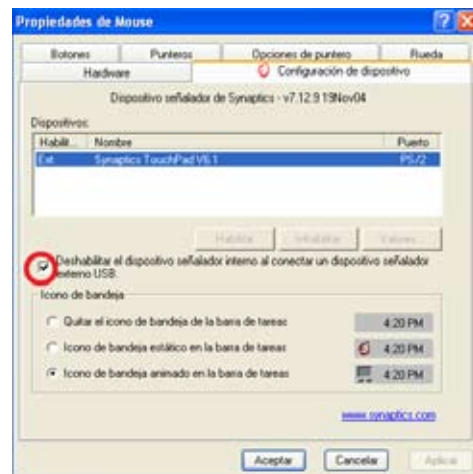 Propiedades de Mouse
Botones Punteros Opciones de puntero Rueda
Hardware Configuración de dispositivo
Dispositivo señalador de Synaptics - v7.12.9 19Nov04
Dispositivos:
Habilit... Nombre Puerto
Ext Synaptics TouchPad V6.1 PS/2
Habilitar Inhabilitar Valores...
Deshabilitar el dispositivo señalador interno al conectar un dispositivo señalador
externo USB.
Icono de bandeja
Quitar el icono de bandeja de la barra de tareas 4:20 PM
Icono de bandeja estático en la barra de tareas 4:20 PM
Icono de bandeja animado en la barra de tareas 4:20 PM
www.synaptics.com
Aceptar Cancelar Aplicar